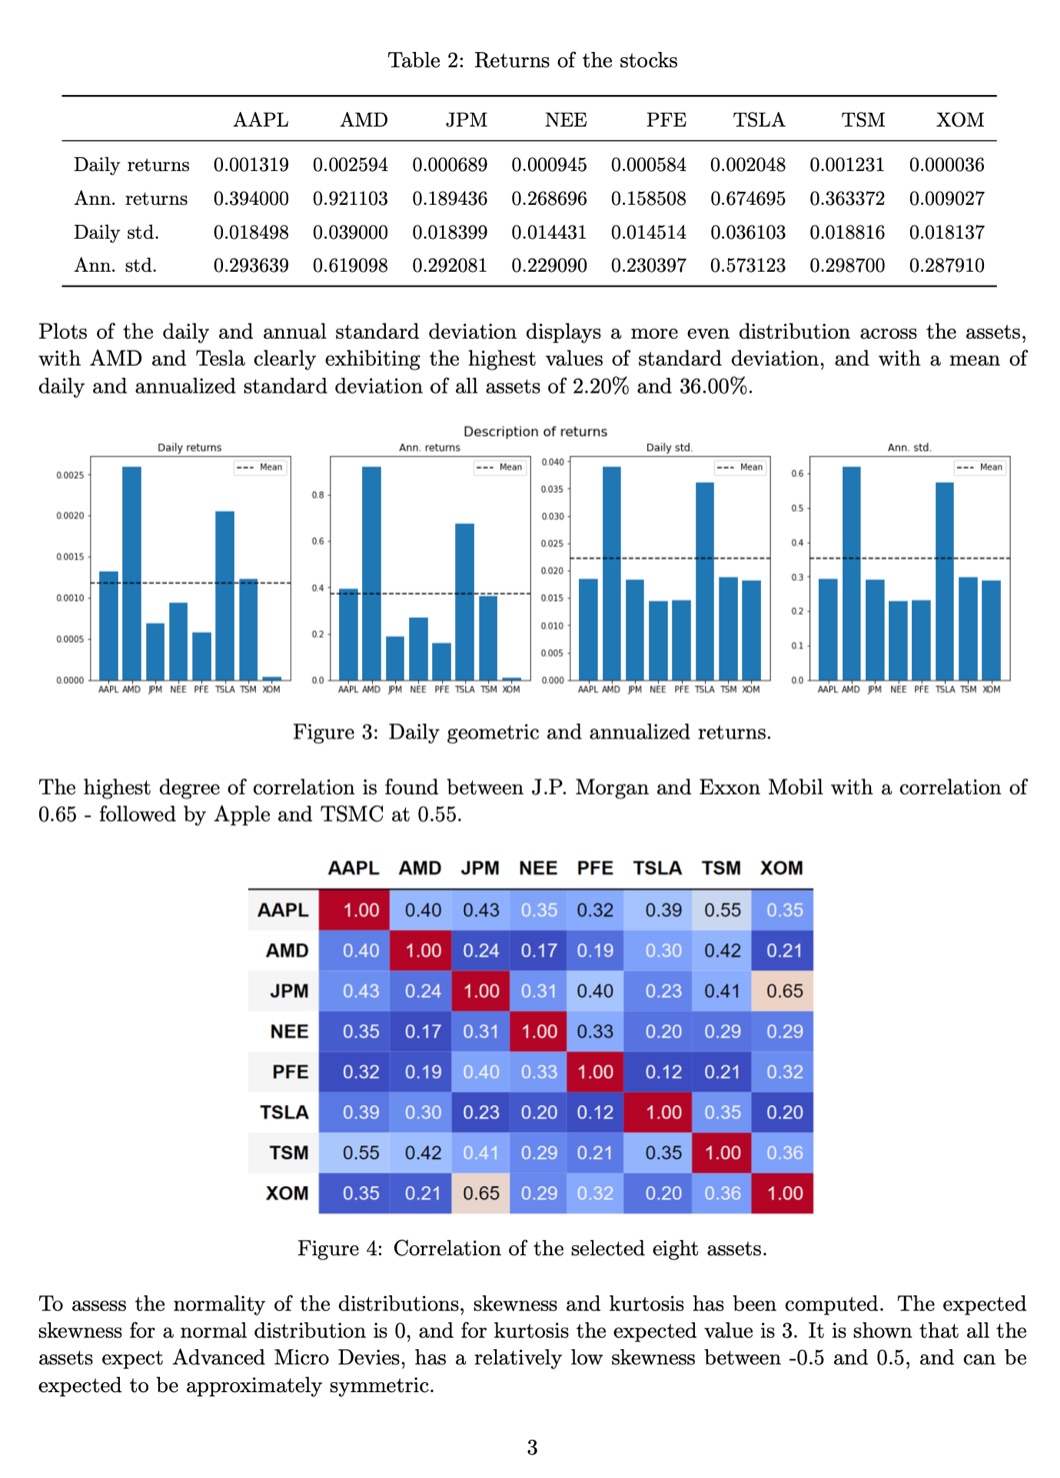 Table 2: Returns of the stocks
AAPL AMD JPM NEE PFE TSLA TSM XOM
Daily returns 0.001319 0.002594 0.000689 0.000945 0.000584 0.002048 0.001231 0.000036
Ann. returns 0.394000 0.921103 0.189436 0.268696 0.158508 0.674695 0.363372 0.009027
Daily std. 0.018498 0.039000 0.018399 0.014431 0.014514 0.036103 0.018816 0.018137
Ann. std. 0.293639 0.619098 0.292081 0.229090 0.230397 0.573123 0.298700 0.287910
Plots of the daily and annual standard deviation displays a more even distribution across the assets,
with AMD and Tesla clearly exhibiting the highest values of standard deviation, and with a mean of
daily and annualized standard deviation of all assets of 2.20% and 36.00%.
Description of returns
Daily returns
Mean
0.0025
0.0020
0.0015
0.0010
0.0005
0.0000
AAPL AMD JPM NEE PFE TSLA TSM XOM
Ann. returns
Mean
0.8
0.6
0.4
0.2
0.0
AAPL AMD JPM NEE PFE TSLA TSM XOM
Daily std.
Mean
0.040
0.035
0.030
0.025
0.020
0.015
0.010
0.005
0.000
AAPL AMD JPM NEE PFE TSLA TSM XOM
Ann. std.
Mean
0.6
0.5
0.4
0.3
0.2
0.1
0.0
AAPL AMD JPM NEE PFE TSLA TSM XOM
Figure 3: Daily geometric and annualized returns.
The highest degree of correlation is found between J.P. Morgan and Exxon Mobil with a correlation of
0.65 - followed by Apple and TSMC at 0.55.
AAPL AMD JPM NEE PFE TSLA TSM XOM
AAPL 1.00 0.40 0.43 0.35 0.32 0.39 0.55 0.35
AMD 0.40 1.00 0.24 0.17 0.19 0.30 0.42 0.21
JPM 0.43 0.24 1.00 0.31 0.40 0.23 0.41 0.65
NEE 0.35 0.17 0.31 1.00 0.33 0.20 0.29 0.29
PFE 0.32 0.19 0.40 0.33 1.00 0.12 0.21 0.32
TSLA 0.39 0.30 0.23 0.20 0.12 1.00 0.35 0.20
TSM 0.55 0.42 0.41 0.29 0.21 0.35 1.00 0.36
XOM 0.35 0.21 0.65 0.29 0.32 0.20 0.36 1.00
Figure 4: Correlation of the selected eight assets.
To assess the normality of the distributions, skewness and kurtosis has been computed. The expected
skewness for a normal distribution is 0, and for kurtosis the expected value is 3. It is shown that all the
assets expect Advanced Micro Devies, has a relatively low skewness between -0.5 and 0.5, and can be
expected to be approximately symmetric.
3